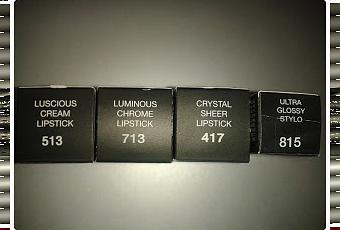 LUSCIOUS
CREAM
LIPSTICK
513
LUMINOUS
CHROME
LIPSTICK
713
CRYSTAL
SHEER
LIPSTICK
417
ULTRA
GLOSSY
STYLO
815